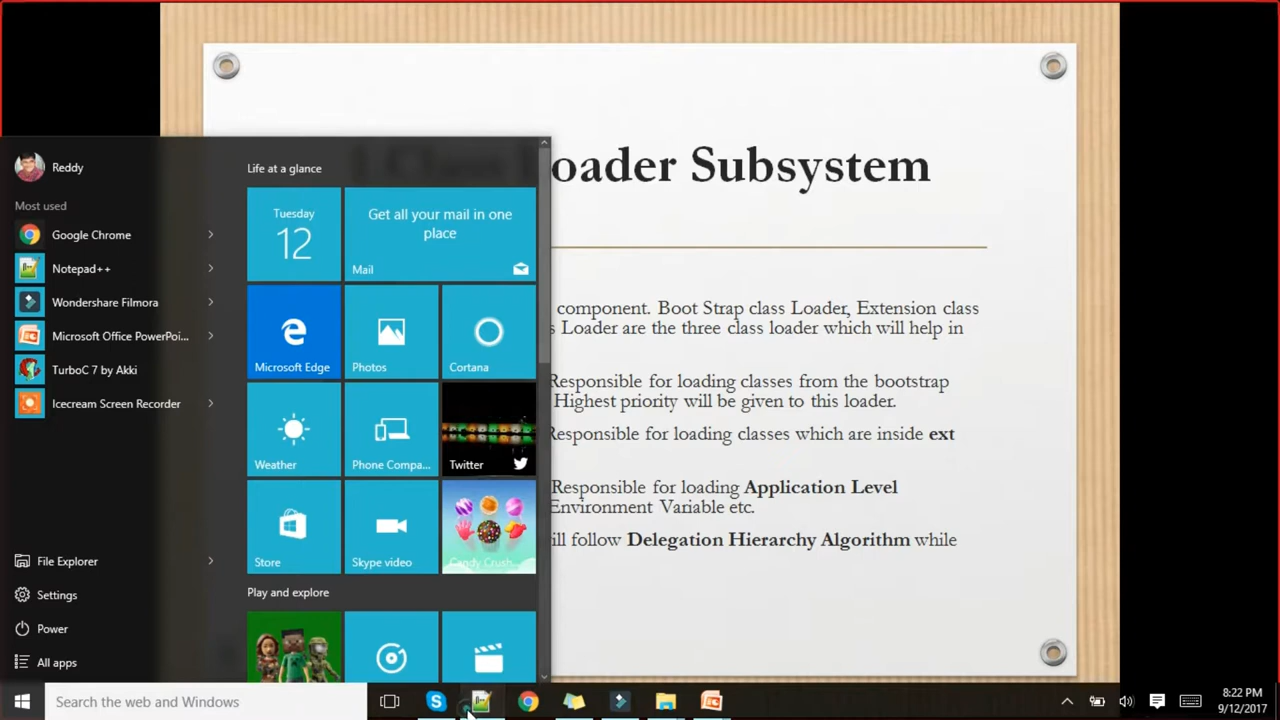 Loader Subsystem
component. Boot Strap class Loader, Extension class
Loader are the three class loader which will help in
Responsible for loading classes from the bootstrap
Highest priority will be given to this loader.
Responsible for loading classes which are inside ext
Responsible for loading Application Level
Environment Variable etc.
follow Delegation Hierarchy Algorithm while
Reddy
Most used
Google Chrome
Notepad++
Wondershare Filmora
Microsoft Office PowerPoi...
TurboC 7 by Akki
Icecream Screen Recorder
File Explorer
Settings
Power
All apps
Life at a glance
Tuesday
12
Get all your mail in one
place
Mail
Microsoft Edge
Photos
Cortana
Weather
Phone Compa...
Twitter
Store
Skype video
Candy Crush...
Play and explore
Search the web and Windows
8:22 PM
9/12/2017